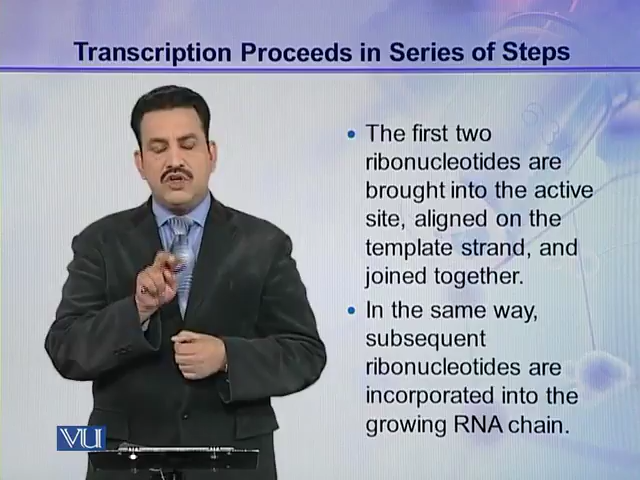 Transcription Proceeds in Series of Steps
• The first two
ribonucleotides are
brought into the active
site, aligned on the
template strand, and
joined together.
• In the same way,
subsequent
ribonucleotides are
incorporated into the
growing RNA chain.
VU